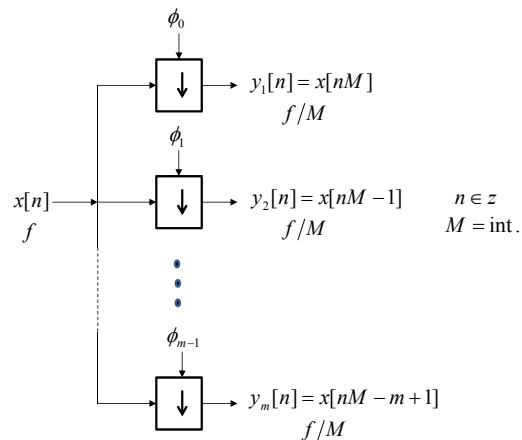 ϕ₀
↓
y₁[n] = x[nM]
f/M
ϕ₁
x[n]
f
↓
y₂[n] = x[nM − 1]
f/M
n ∈ z
M = int.
ϕₘ₋₁
↓
yₘ[n] = x[nM − m + 1]
f/M